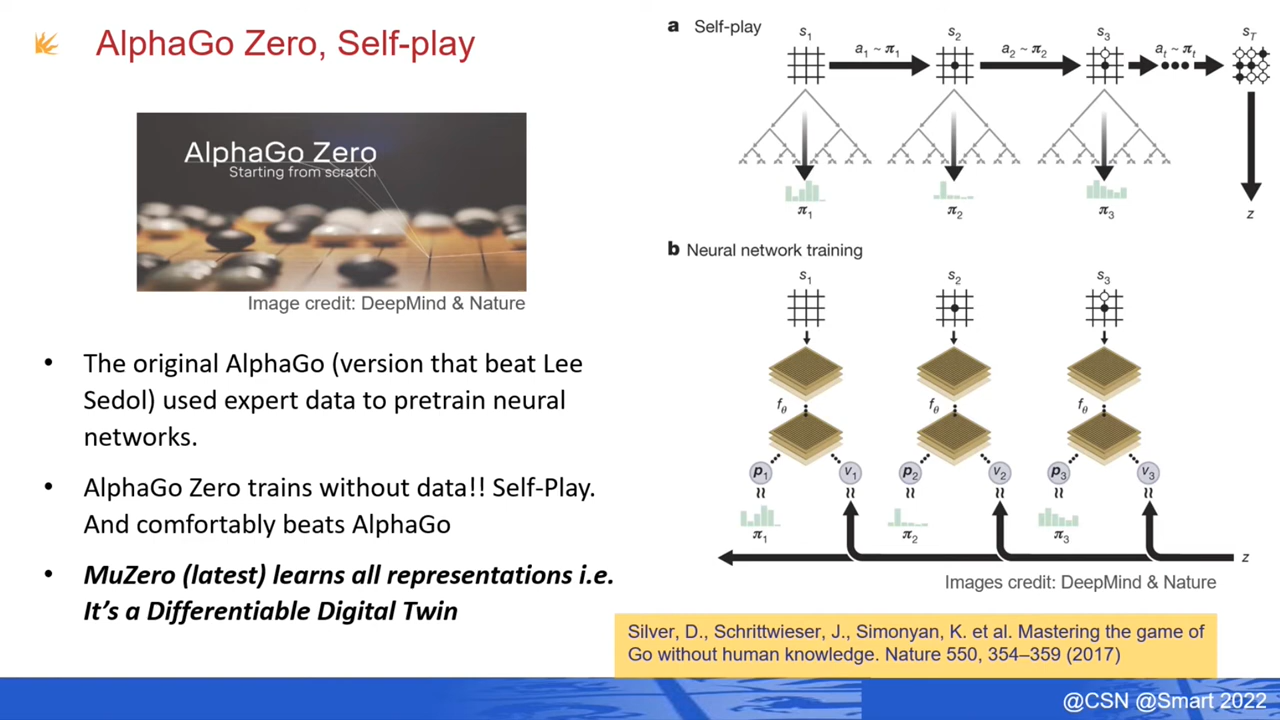 AlphaGo Zero, Self-play
AlphaGo Zero
Starting from scratch
Image credit: DeepMind & Nature
• The original AlphaGo (version that beat Lee
Sedol) used expert data to pretrain neural
networks.
• AlphaGo Zero trains without data!! Self-Play.
And comfortably beats AlphaGo
• MuZero (latest) learns all representations i.e.
It's a Differentiable Digital Twin
a Self-play
s1 s2 s3 sT
a1 ~ π1 a2 ~ π2 at ~ πt
π1 π2 π3 z
b Neural network training
s1 s2 s3
fθ fθ fθ
p1 v1 p2 v2 p3 v3
≈ ≈ ≈ ≈ ≈ ≈
π1 π2 π3
z
Images credit: DeepMind & Nature
Silver, D., Schrittwieser, J., Simonyan, K. et al. Mastering the game of
Go without human knowledge. Nature 550, 354–359 (2017)
@CSN @Smart 2022